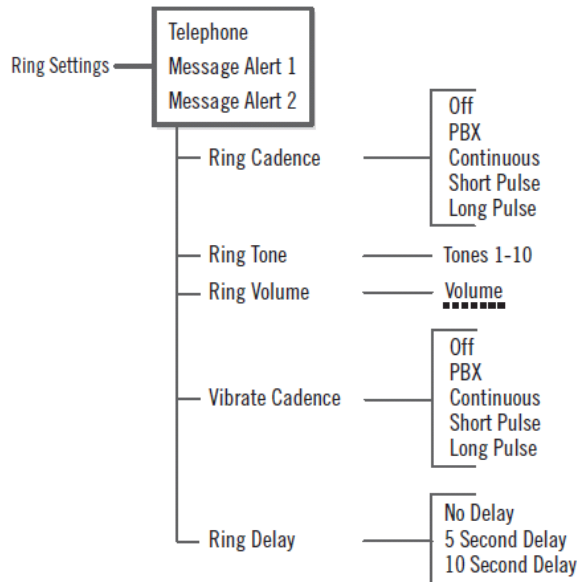 Telephone
Ring Settings
Message Alert 1
Message Alert 2
Ring Cadence
Off
PBX
Continuous
Short Pulse
Long Pulse
Ring Tone
Tones 1-10
Ring Volume
Volume
Vibrate Cadence
Off
PBX
Continuous
Short Pulse
Long Pulse
Ring Delay
No Delay
5 Second Delay
10 Second Delay